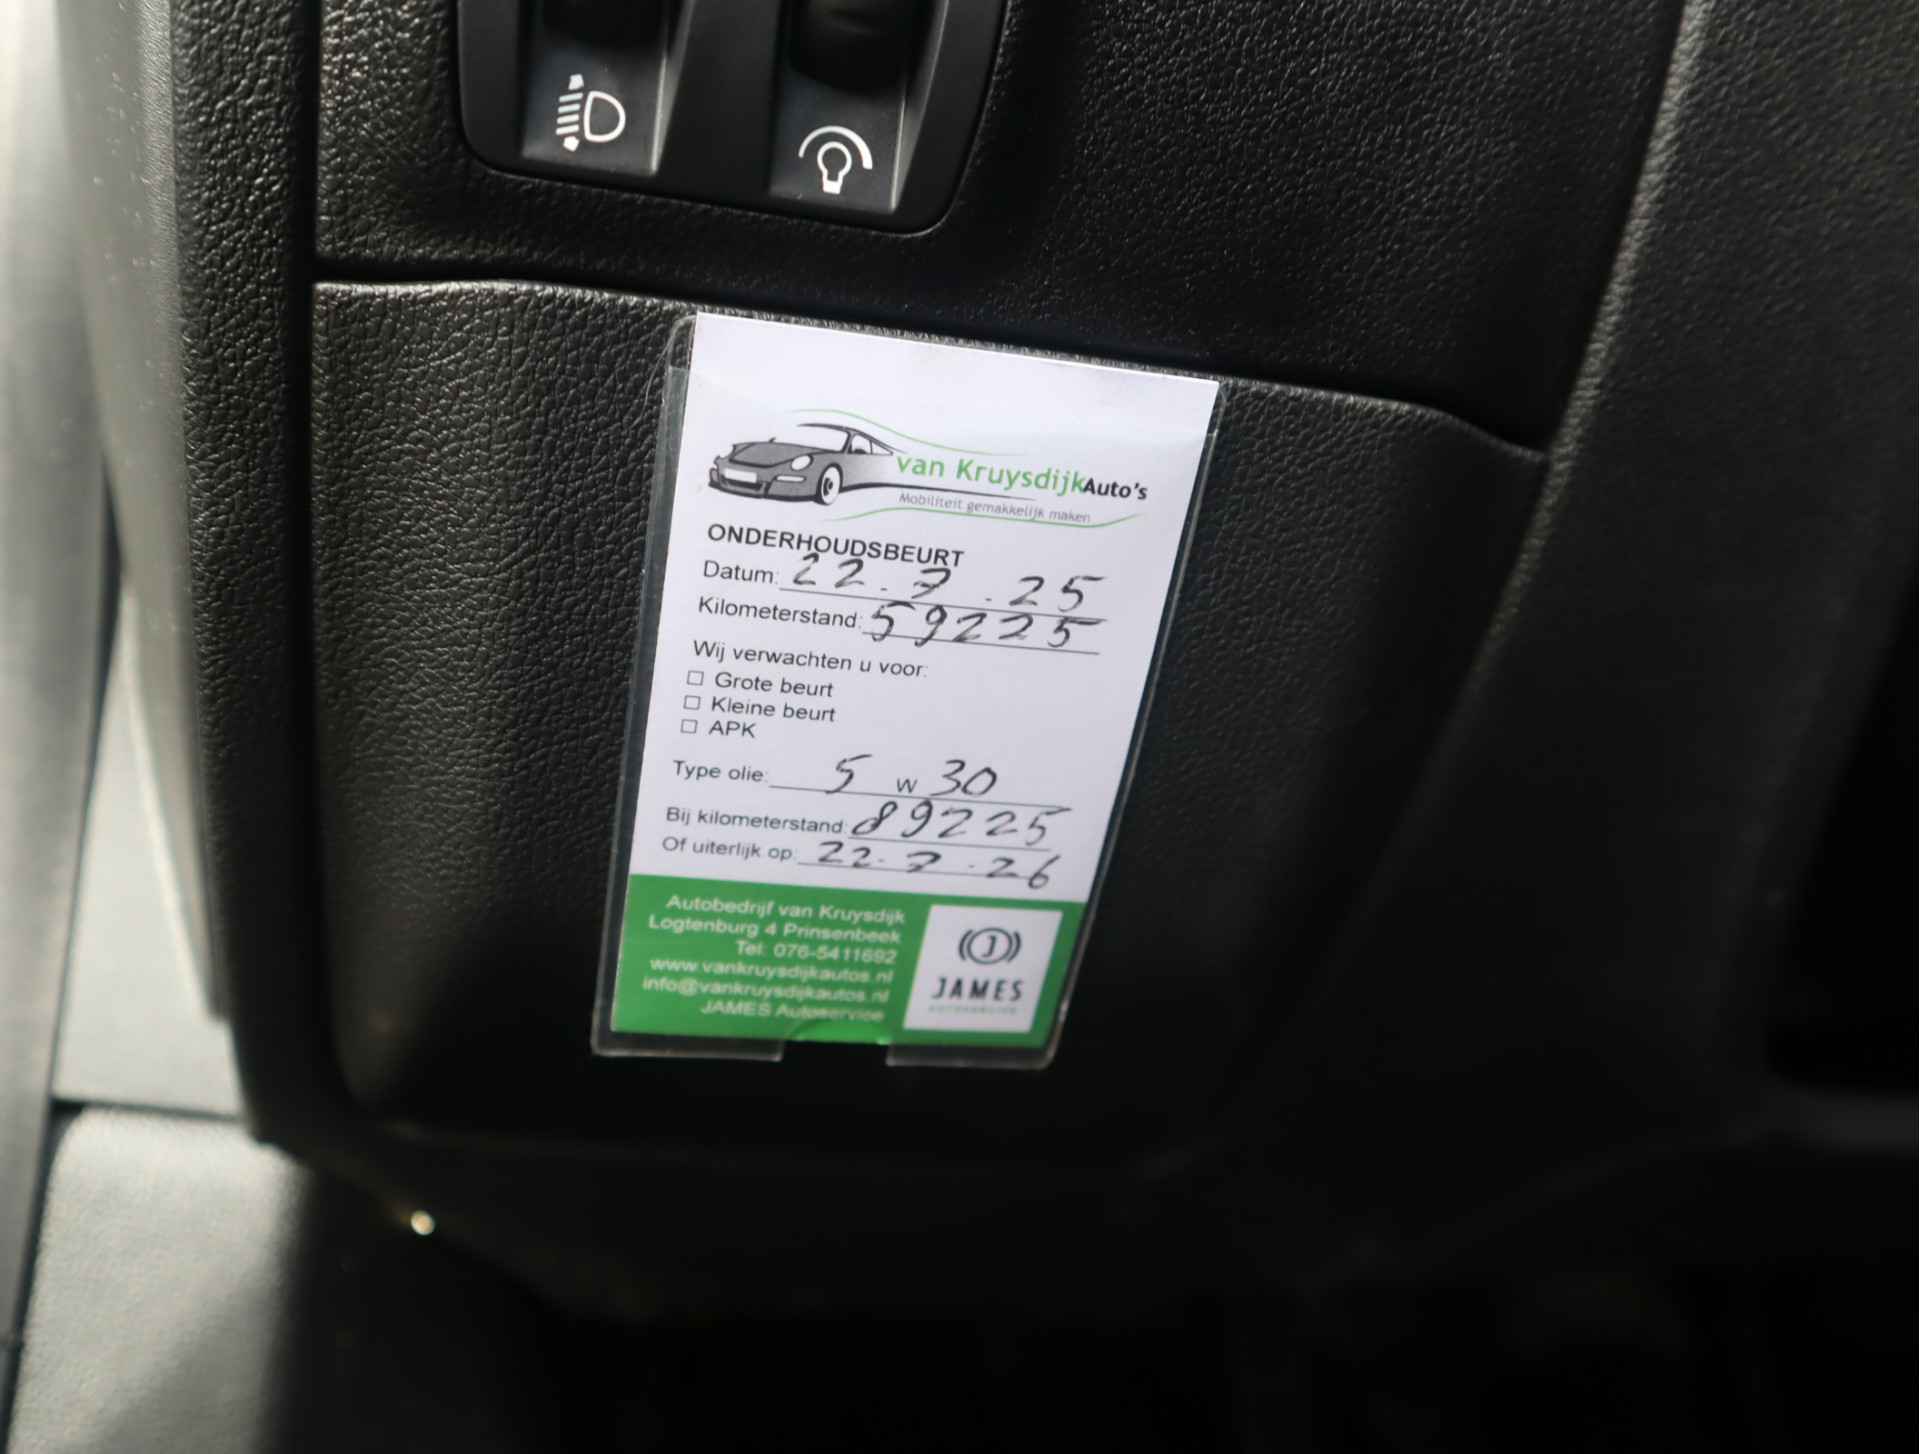 van Kruysdijk Auto's
Mobiliteit gemakkelijk maken
ONDERHOUDSBEURT
Datum: 22.7.25
Kilometerstand: 59225
Wij verwachten u voor:
☐ Grote beurt
☐ Kleine beurt
☐ APK
Type olie: 5 w 30
Bij kilometerstand: 89225
Of uiterlijk op: 22.7.26
Autobedrijf van Kruysdijk
Logtenburg 4 Prinsenbeek
Tel: 076-5411692
www.vankruysdijkautos.nl
info@vankruysdijkautos.nl
JAMES Autoservice
J
JAMES